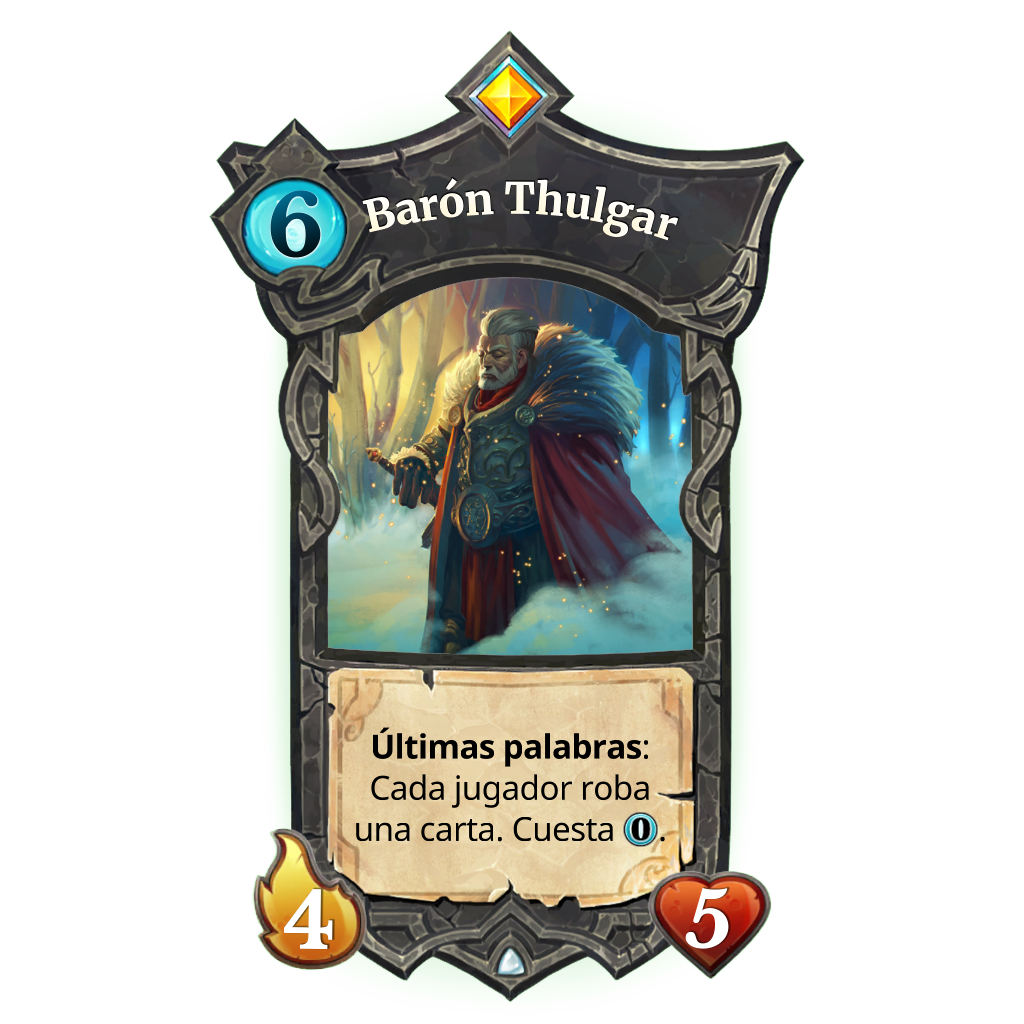 6
Barón Thulgar
Últimas palabras:
Cada jugador roba
una carta. Cuesta 0.
4
5